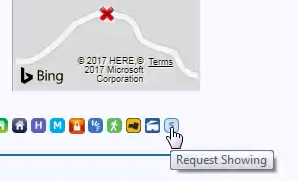 © 2017 HERE,©
2017 Microsoft
Corporation
Terms
Bing
H M S
Request Showing